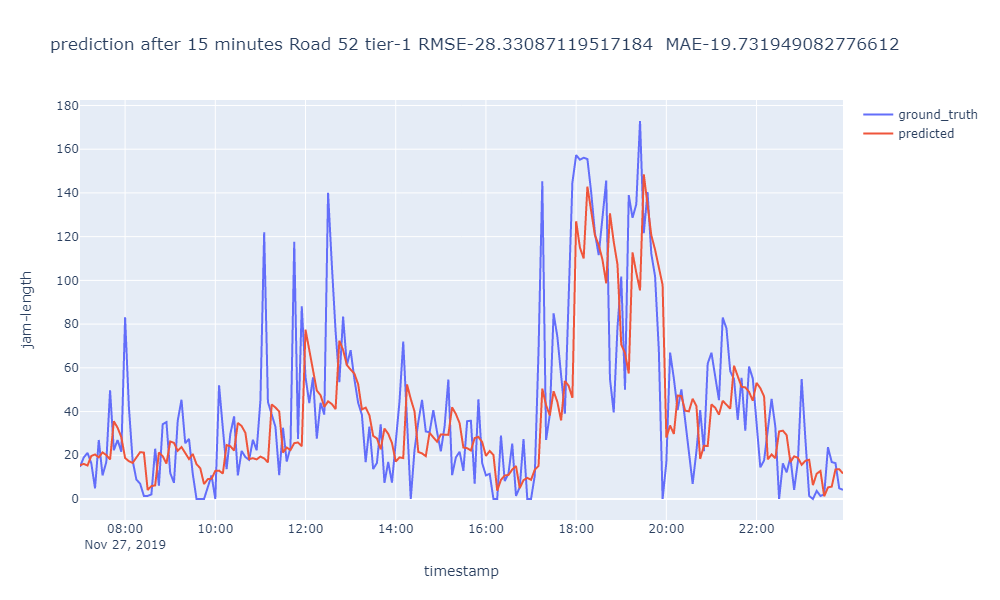 prediction after 15 minutes Road 52 tier-1 RMSE-28.33087119517184  MAE-19.731949082776612
ground_truth
predicted
180
160
140
120
100
80
60
40
20
0
jam-length
08:00 10:00 12:00 14:00 16:00 18:00 20:00 22:00
Nov 27, 2019
timestamp